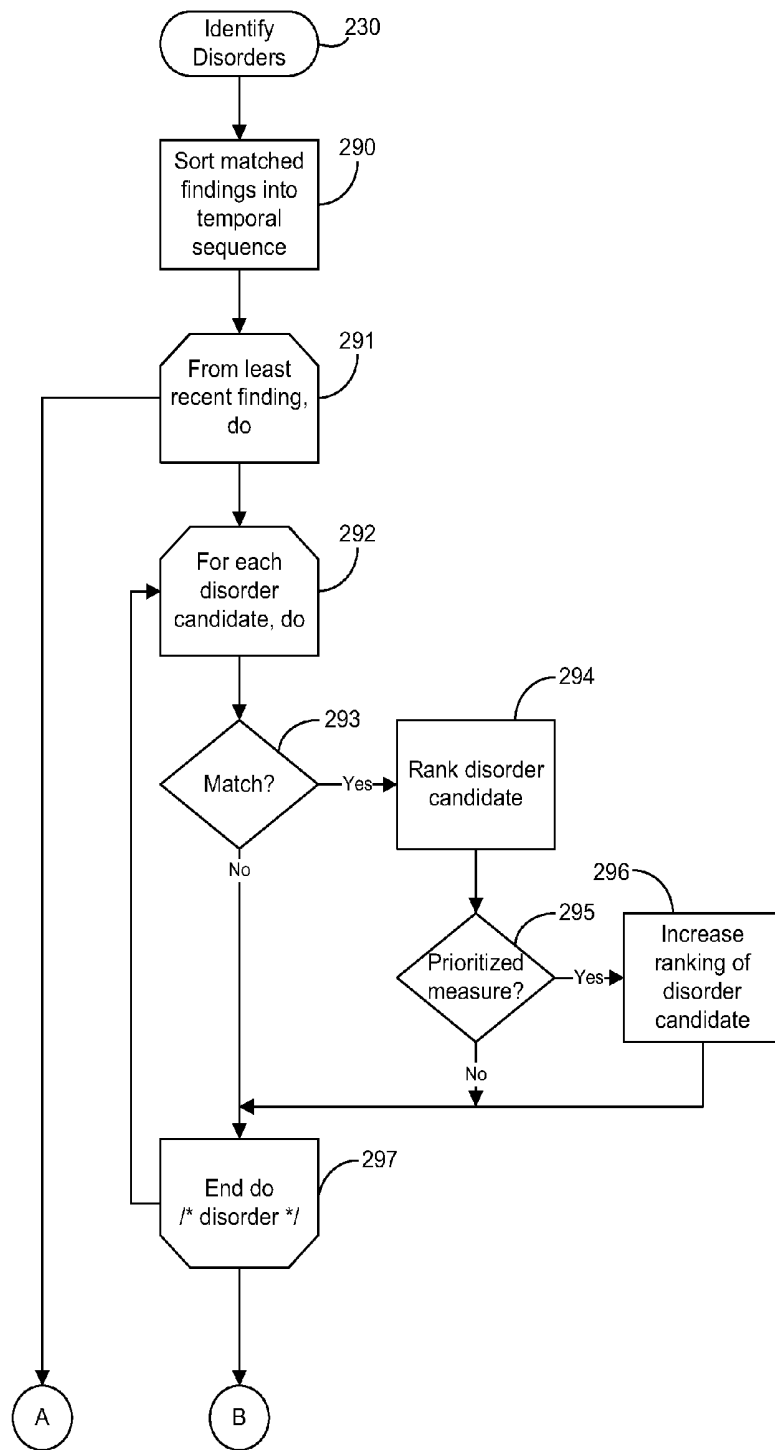 Identify
Disorders
230
290
Sort matched
findings into
temporal
sequence
291
From least
recent finding,
do
292
For each
disorder
candidate, do
293
294
Match?
Yes
Rank disorder
candidate
No
295
296
Prioritized
measure?
Yes
Increase
ranking of
disorder
candidate
No
297
End do
/* disorder */
A
B